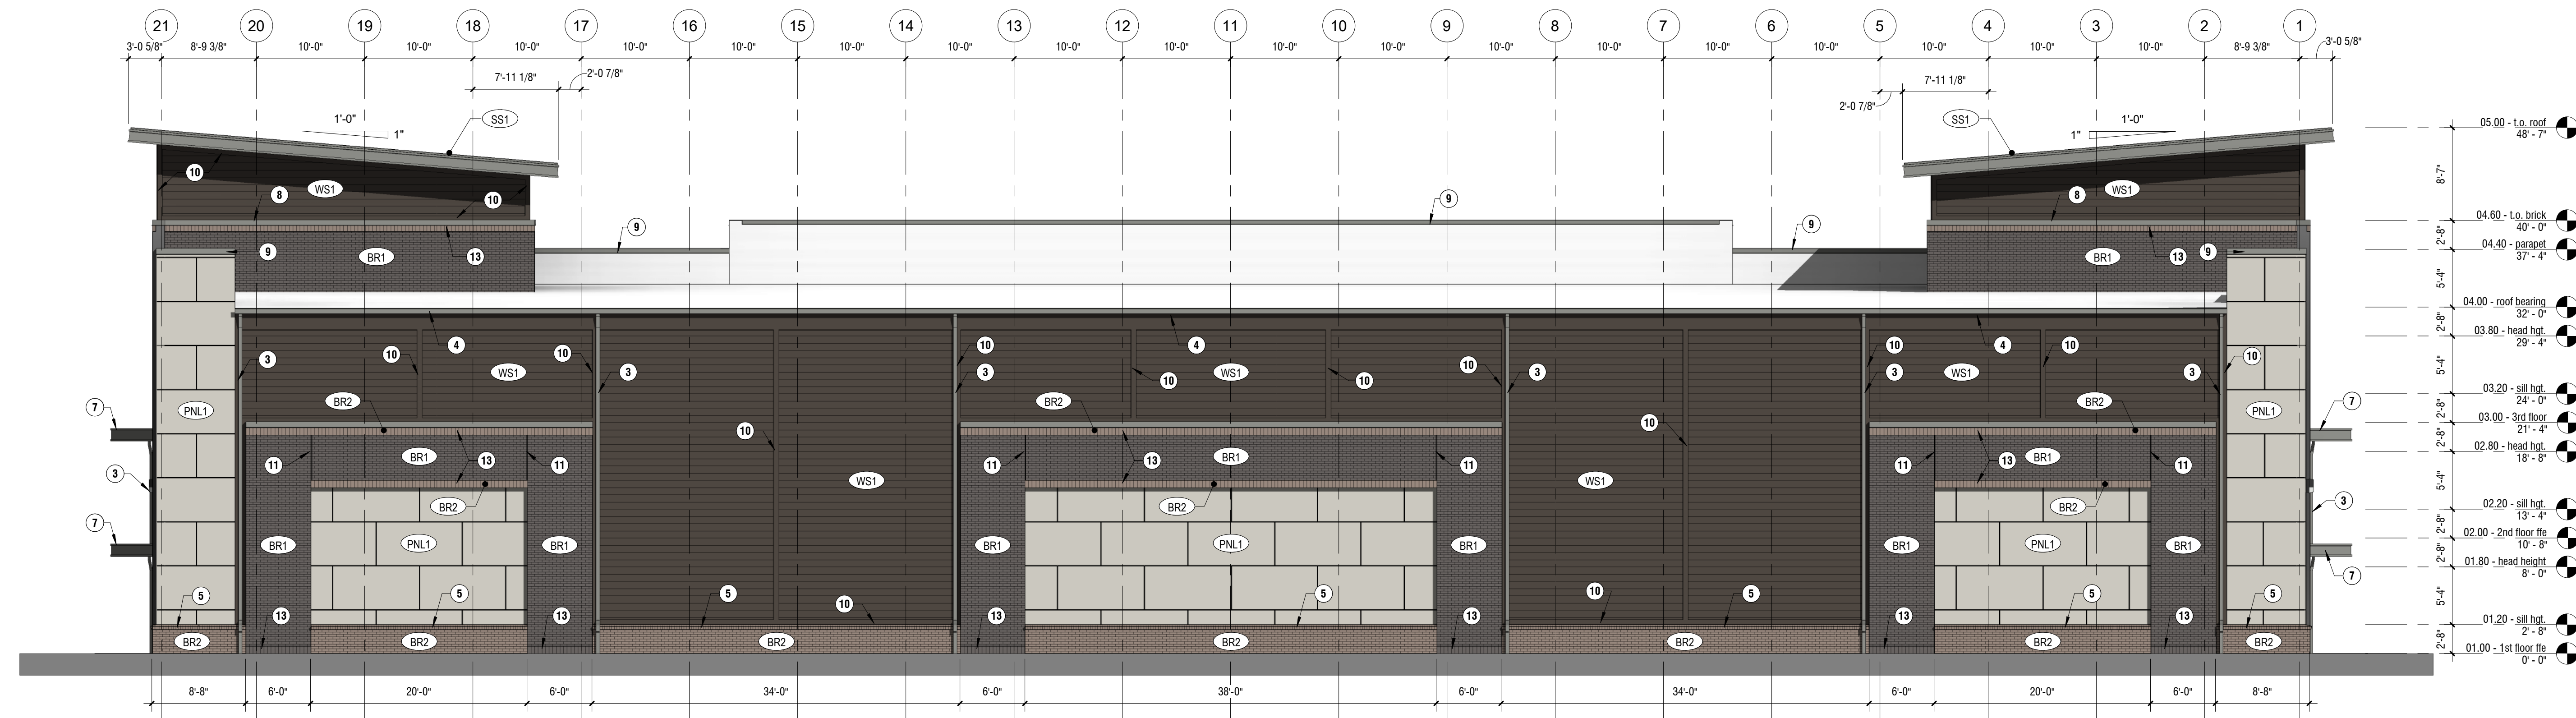 21 20 19 18 17 16 15 14 13 12 11 10 9 8 7 6 5 4 3 2 1
3'-0 5/8" 8'-9 3/8" 10'-0" 10'-0" 10'-0" 10'-0" 10'-0" 10'-0" 10'-0" 10'-0" 10'-0" 10'-0" 10'-0" 10'-0" 10'-0" 10'-0" 10'-0" 10'-0" 10'-0" 10'-0" 8'-9 3/8" 3'-0 5/8"
7'-11 1/8" 2'-0 7/8" 2'-0 7/8" 7'-11 1/8"
1'-0" 1" SS1 SS1 1" 1'-0"
05.00 - t.o. roof
48' - 7"
10 WS1 8 10 8 WS1
8'-7"
9 9 9
04.60 - t.o. brick
40' - 0"
9 BR1 13 BR1 13 9
2'-8"
04.40 - parapet
37' - 4"
5'-4"
04.00 - roof bearing
32' - 0"
2'-8"
03.80 - head hgt.
29' - 4"
4 4 4
3 10 WS1 10 3 10 3 10 WS1 10 10 3 10 3 WS1 10 3 10
5'-4"
03.20 - sill hgt.
24' - 0"
7 PNL1 BR2 BR2 BR2 PNL1 7
2'-8"
03.00 - 3rd floor
21' - 4"
10 10
2'-8"
02.80 - head hgt.
18' - 8"
3 11 BR1 13 11 WS1 11 13 BR1 11 WS1 11 BR1 13 11 3
5'-4"
BR2 BR2 BR2
02.20 - sill hgt.
13' - 4"
2'-8"
02.00 - 2nd floor ffe
10' - 8"
7 BR1 PNL1 BR1 BR1 PNL1 BR1 BR1 PNL1 BR1 7
2'-8"
01.80 - head height
8' - 0"
5'-4"
5 13 5 13 5 10 13 5 13 10 5 13 5 13 5
01.20 - sill hgt.
2' - 8"
BR2 BR2 BR2 BR2 BR2 BR2 BR2
2'-8"
01.00 - 1st floor ffe
0' - 0"
8'-8" 6'-0" 20'-0" 6'-0" 34'-0" 6'-0" 38'-0" 6'-0" 34'-0" 6'-0" 20'-0" 6'-0" 8'-8"